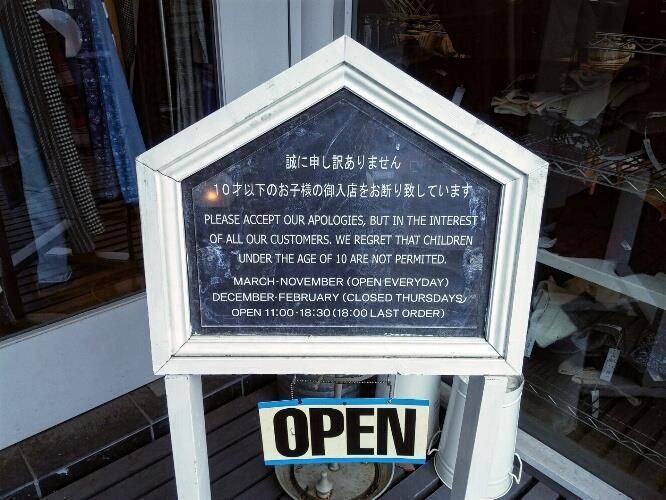 誠に申し訳ありません
10才以下のお子様の御入店をお断り致しています
PLEASE ACCEPT OUR APOLOGIES, BUT IN THE INTEREST
OF ALL OUR CUSTOMERS. WE REGRET THAT CHILDREN
UNDER THE AGE OF 10 ARE NOT PERMITED.
MARCH-NOVEMBER (OPEN EVERYDAY)
DECEMBER-FEBRUARY (CLOSED THURSDAYS)
OPEN 11:00-18:30 (18:00 LAST ORDER)
OPEN